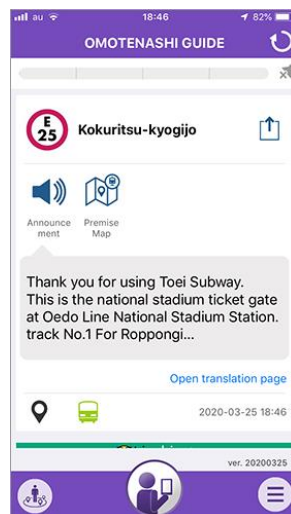 au 18:46 82%
OMOTENASHI GUIDE
E
25
Kokuritsu-kyogijo
Announce
ment
Premise
Map
Thank you for using Toei Subway.
This is the national stadium ticket gate
at Oedo Line National Stadium Station.
track No.1 For Roppongi...
Open translation page
2020-03-25 18:46
ver. 20200325